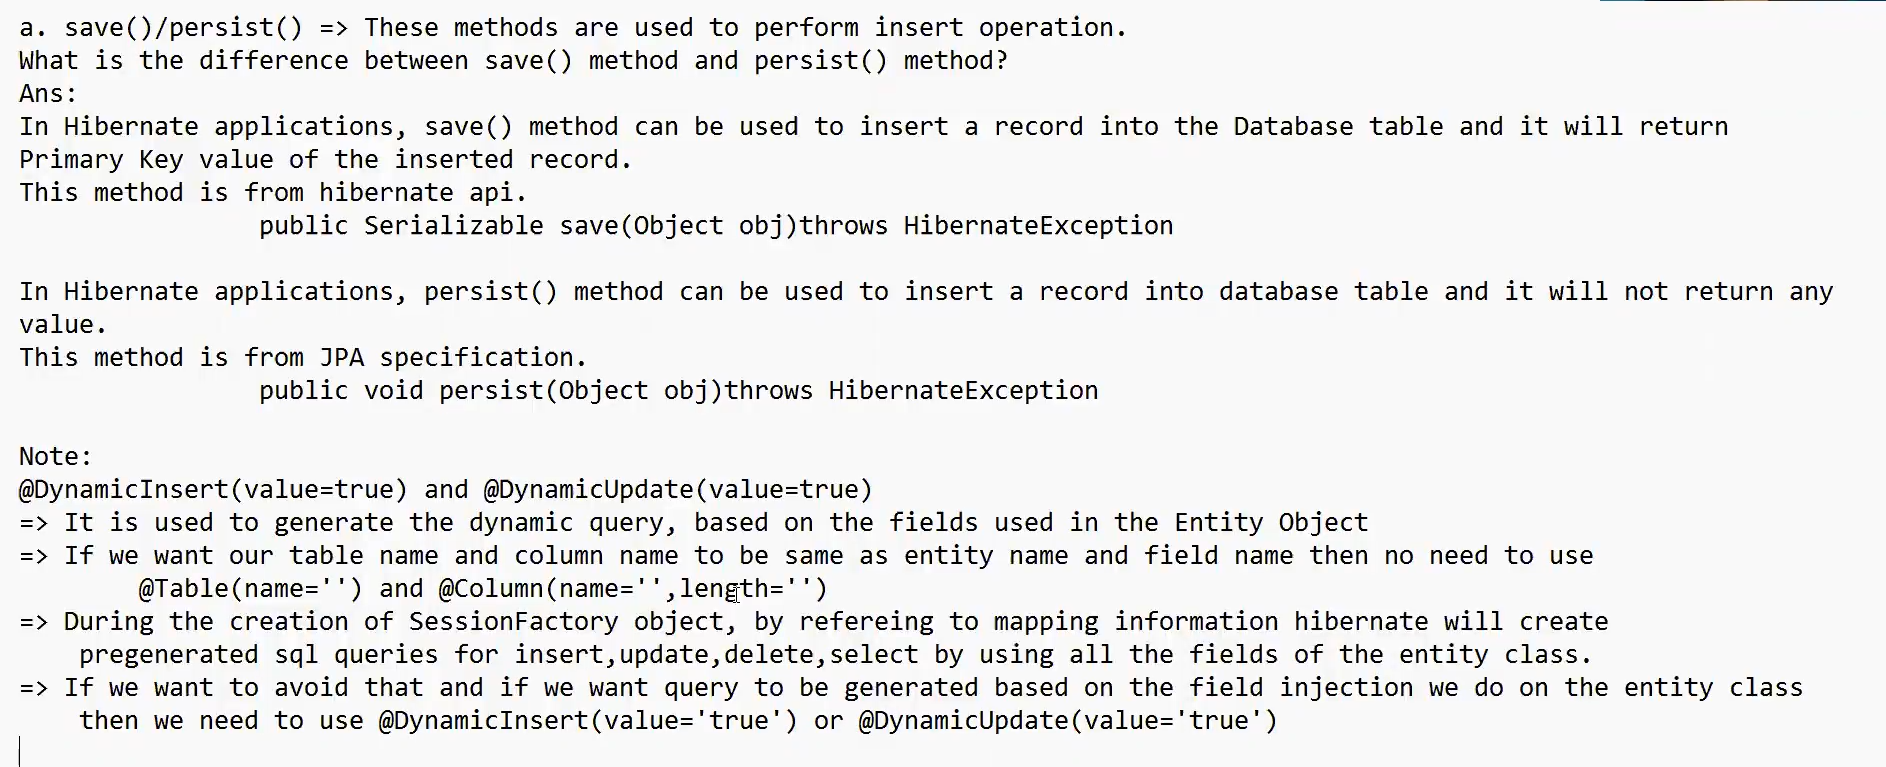 a. save()/persist() => These methods are used to perform insert operation.
What is the difference between save() method and persist() method?
Ans:
In Hibernate applications, save() method can be used to insert a record into the Database table and it will return
Primary Key value of the inserted record.
This method is from hibernate api.
public Serializable save(Object obj)throws HibernateException
In Hibernate applications, persist() method can be used to insert a record into database table and it will not return any
value.
This method is from JPA specification.
public void persist(Object obj)throws HibernateException
Note:
@DynamicInsert(value=true) and @DynamicUpdate(value=true)
=> It is used to generate the dynamic query, based on the fields used in the Entity Object
=> If we want our table name and column name to be same as entity name and field name then no need to use
@Table(name='') and @Column(name='',length='')
=> During the creation of SessionFactory object, by refereing to mapping information hibernate will create
pregenerated sql queries for insert,update,delete,select by using all the fields of the entity class.
=> If we want to avoid that and if we want query to be generated based on the field injection we do on the entity class
then we need to use @DynamicInsert(value='true') or @DynamicUpdate(value='true')